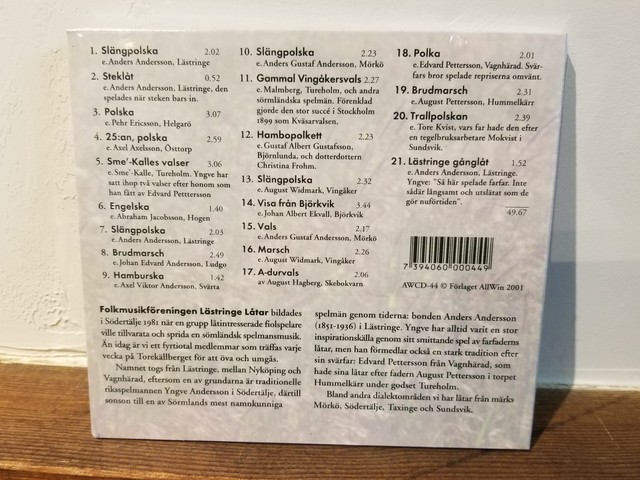 1. Slängpolska 2.02
e. Anders Andersson, Lästringe
2. Steklåt 0.52
e. Anders Andersson, Lästringe, den
spelades när steken bars in.
3. Polska 3.07
e. Pehr Ericsson, Helgarö
4. 25:an, polska 2.59
e. Axel Axelsson, Östtorp
5. Sme'-Kalles valser 3.06
e. Sme'-Kalle, Tureholm. Yngve har
satt ihop två valser efter honom som
han fått av Edvard Petttersson
6. Engelska 1.40
e. Abraham Jacobsson, Hogen
7. Slängpolska 2.03
e. Anders Andersson, Lästringe
8. Brudmarsch 2.49
e. Johan Edvard Andersson, Ludgo
9. Hamburska 1.42
e. Axel Viktor Andersson, Svärta
10. Slängpolska 2.23
e. Anders Gustaf Andersson, Mörkö
11. Gammal Vingåkersvals 2.27
e. Malmberg, Tureholm, och andra
sörmländska spelmän. Förenklad
gjorde den stor succé i Stockholm
1899 som Kväsarvalsen.
12. Hambopolkett 2.23
e. Gustaf Albert Gustafsson,
Björnlunda, och dotterdottern
Christina Frohm.
13. Slängpolska 2.32
e. August Widmark, Vingåker
14. Visa från Björkvik 3.44
e. Johan Albert Ekvall, Björkvik
15. Vals 2.17
e. Anders Gustaf Andersson, Mörkö
16. Marsch 2.26
e. August Widmark, Vingåker
17. A-durvals 2.06
ev August Hagberg, Skebokvarn
18. Polka 2.01
e. Edvard Pettersson, Vagnhärad. Svär-
fars bror spelade repriserna omvänt.
19. Brudmarsch 2.31
e. August Pettersson, Hummelkärr
20. Trallpolskan 2.39
e. Tore Kvist, vars far hade den efter
en tegelbruksarbetare Mokvist i
Sundsvik.
21. Lästringe gånglåt 1.52
e. Anders Andersson, Lästringe.
Yngve: "Så här spelade farfar. Inte
sådär långsamt och utslätat som de
gör nuförtiden".
49.67
7 394060 000449
AWCD-44 © Förlaget AllWin 2001
Folkmusikföreningen Lästringe Låtar bildades
i Södertälje 1981 när en grupp låtintresserade fiolspelare
ville tillvarata och sprida en sömländsk spelmansmusik.
Än idag är vi ett fyrtiotal medlemmar som träffas varje
vecka på Torekällberget för att öva och umgås.
Namnet togs från Lästringe, mellan Nyköping och
Vagnhärad, eftersom en av grundarna är traditionelle
riksspelmannen Yngve Andersson i Södertälje, därtill
sonson till en av Sörmlands mest namnkunniga
spelmän genom tiderna: bonden Anders Andersson
(1851-1936) i Lästringe. Yngve har alltid varit en stor
inspirationskälla genom sitt smittande spel av farfaderns
låtar, men han förmedlar också en stark tradition efter
sin svärfar: Edvard Pettersson från Vagnhärad, som
hade sina låtar efter fadern August Pettersson i torpet
Hummelkärr under godset Tureholm.
Bland andra dialektområden vi har låtar från märks
Mörkö, Södertälje, Taxinge och Sundsvik.